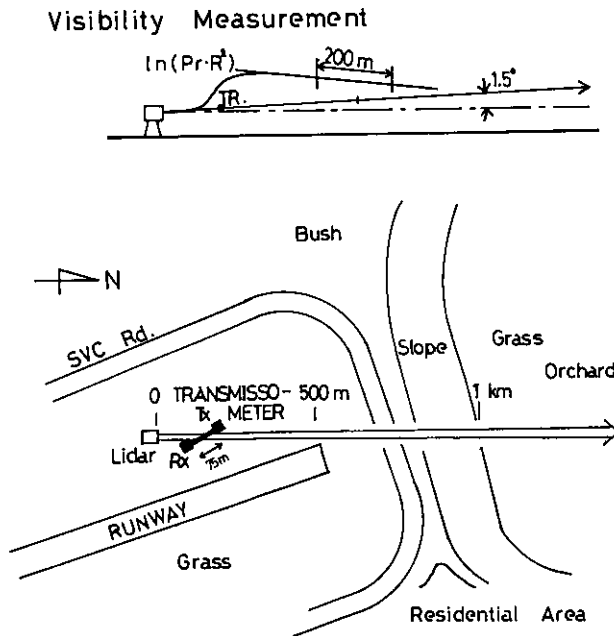 Visibility Measurement
ln(Pr·R²)
200 m
1.5°
TR.
Bush
N
SVC Rd.
Slope
Grass
Orchard
0 TRANSMISSO- 500 m
1 km
Tx METER
Lidar
Rx
75m
RUNWAY
Grass
Residential Area